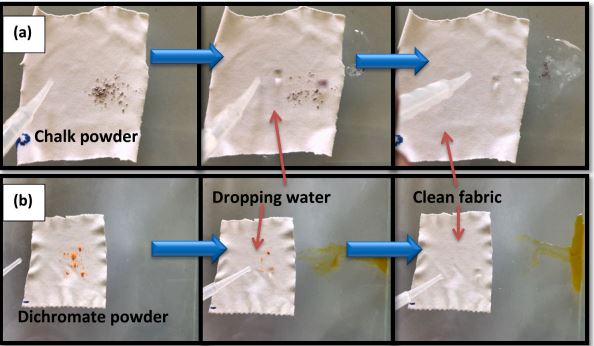 (a)
Chalk powder
Dropping water
Clean fabric
(b)
Dichromate powder